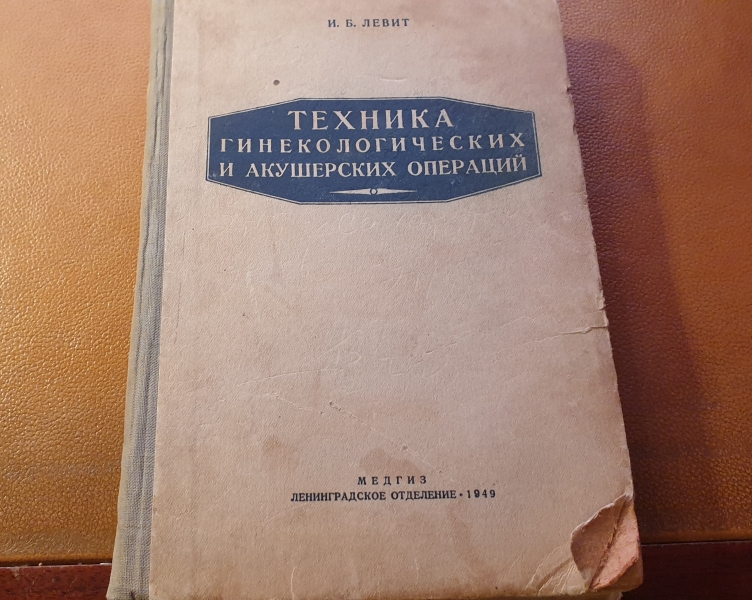 И. Б. ЛЕВИТ
ТЕХНИКА
ГИНЕКОЛОГИЧЕСКИХ
И АКУШЕРСКИХ ОПЕРАЦИЙ
МЕДГИЗ
ЛЕНИНГРАДСКОЕ ОТДЕЛЕНИЕ • 1949